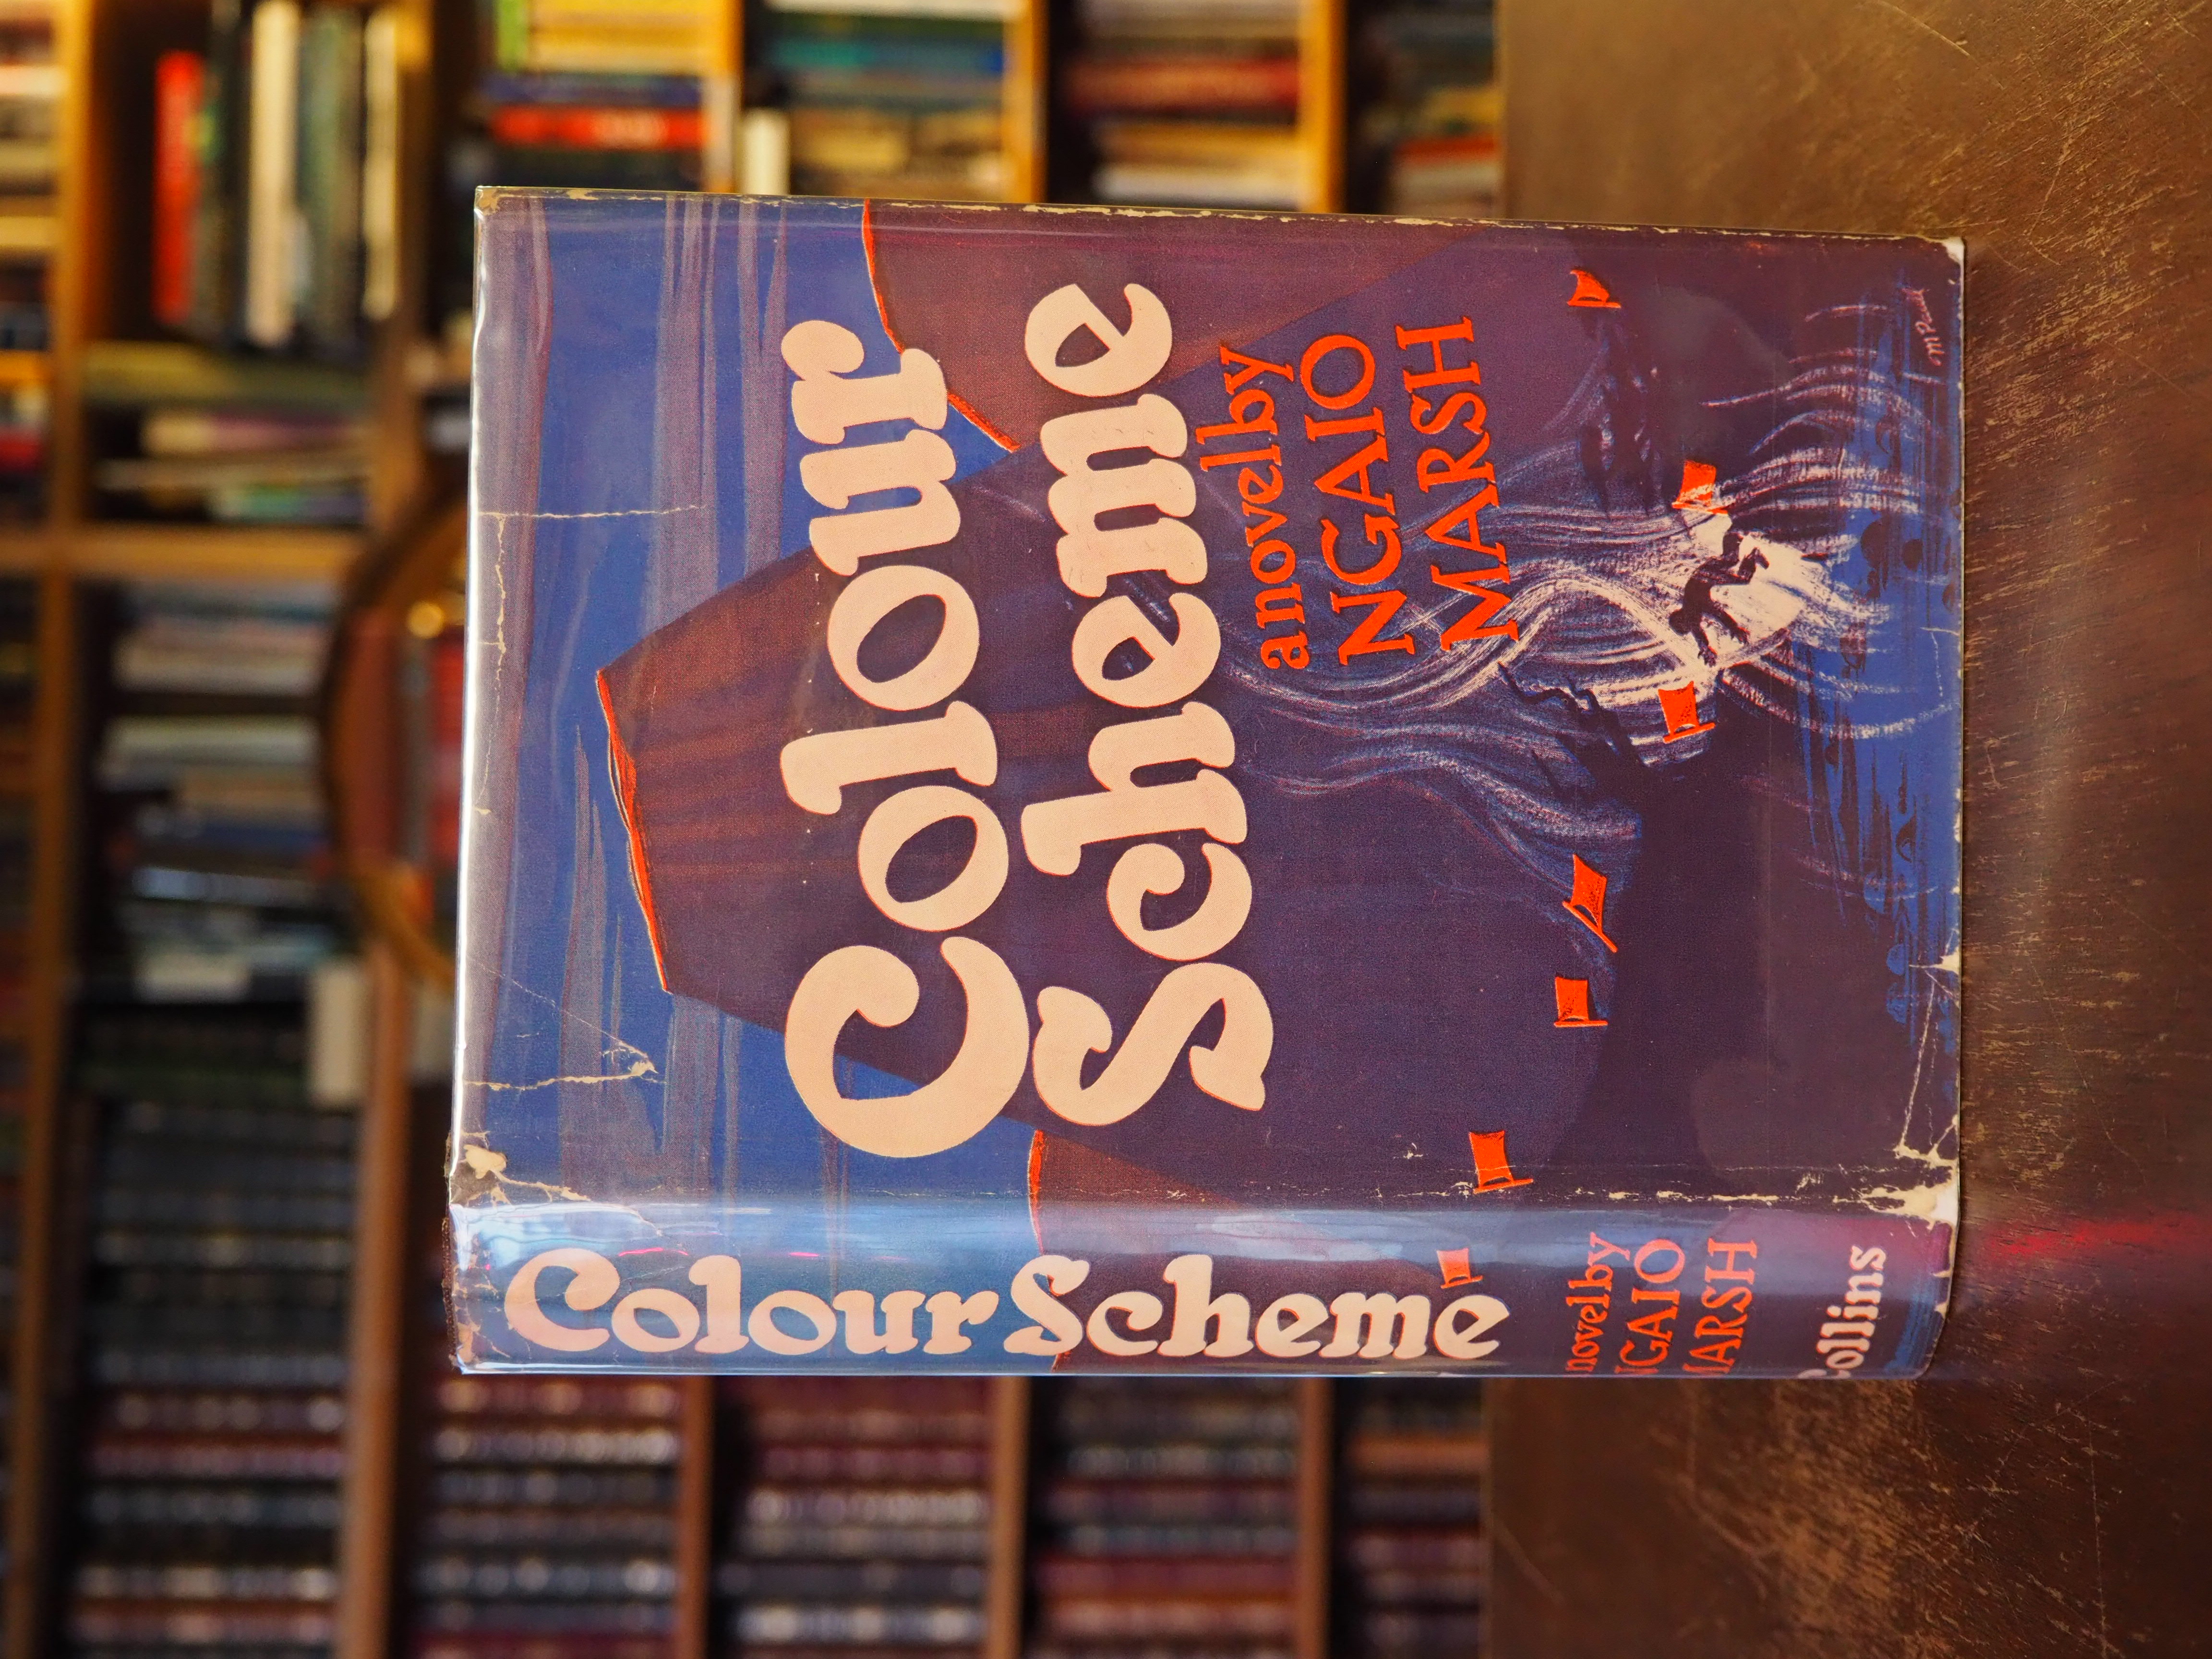 Colour
Scheme
a novel by
NGAIO
MARSH
Colour Scheme
novel by
NGAIO
MARSH
Collins